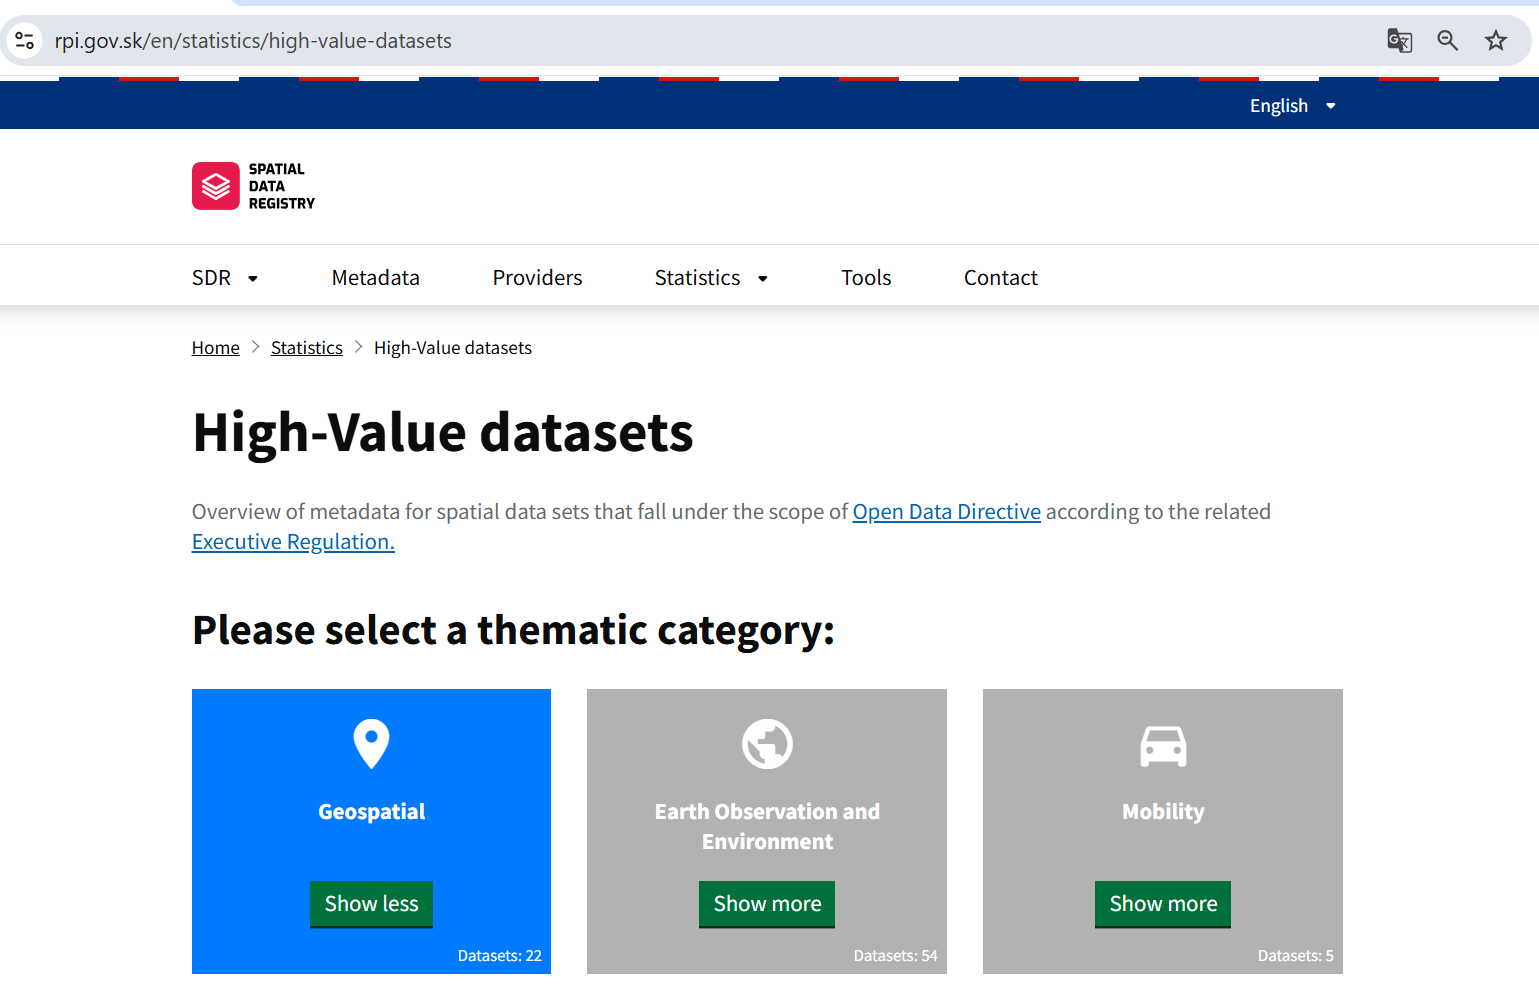 rpi.gov.sk/en/statistics/high-value-datasets
English
SPATIAL
DATA
REGISTRY
SDR Metadata Providers Statistics Tools Contact
Home Statistics High-Value datasets
High-Value datasets
Overview of metadata for spatial data sets that fall under the scope of Open Data Directive according to the related
Executive Regulation.
Please select a thematic category:
Geospatial
Show less
Datasets: 22
Earth Observation and
Environment
Show more
Datasets: 54
Mobility
Show more
Datasets: 5